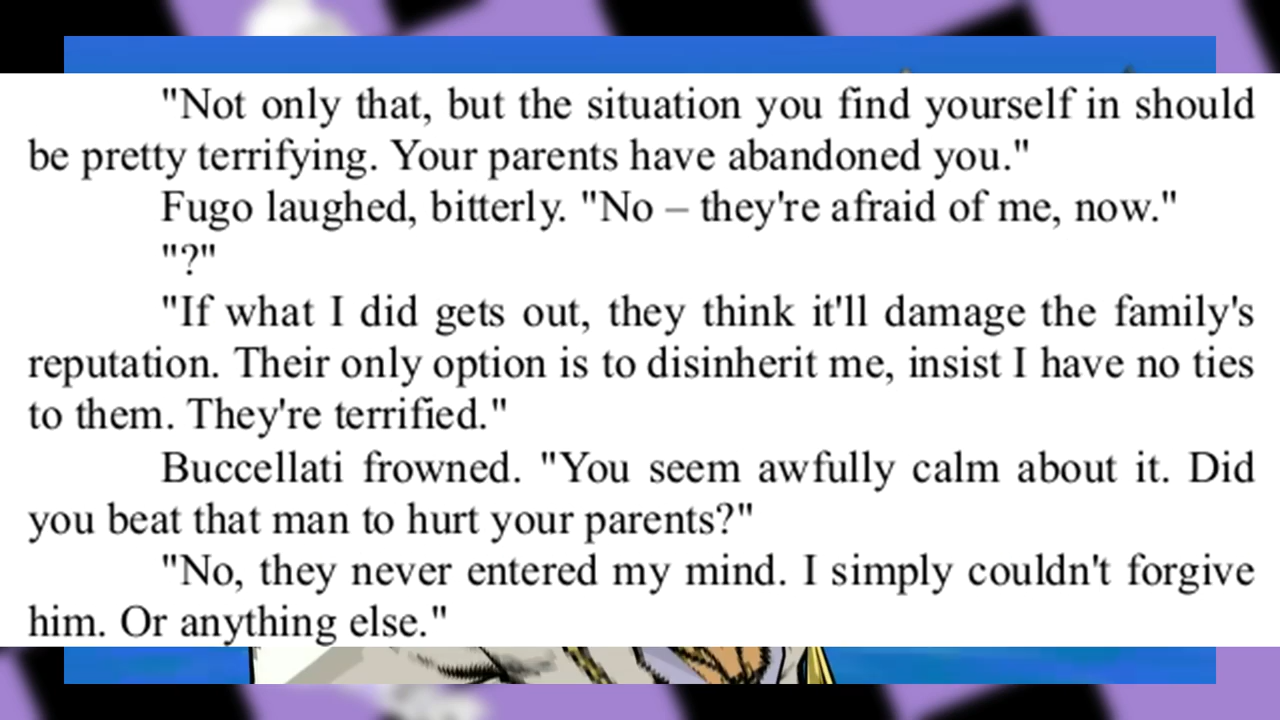 "Not only that, but the situation you find yourself in should
be pretty terrifying. Your parents have abandoned you."
Fugo laughed, bitterly. "No – they're afraid of me, now."
"?"
"If what I did gets out, they think it'll damage the family's
reputation. Their only option is to disinherit me, insist I have no ties
to them. They're terrified."
Buccellati frowned. "You seem awfully calm about it. Did
you beat that man to hurt your parents?"
"No, they never entered my mind. I simply couldn't forgive
him. Or anything else."